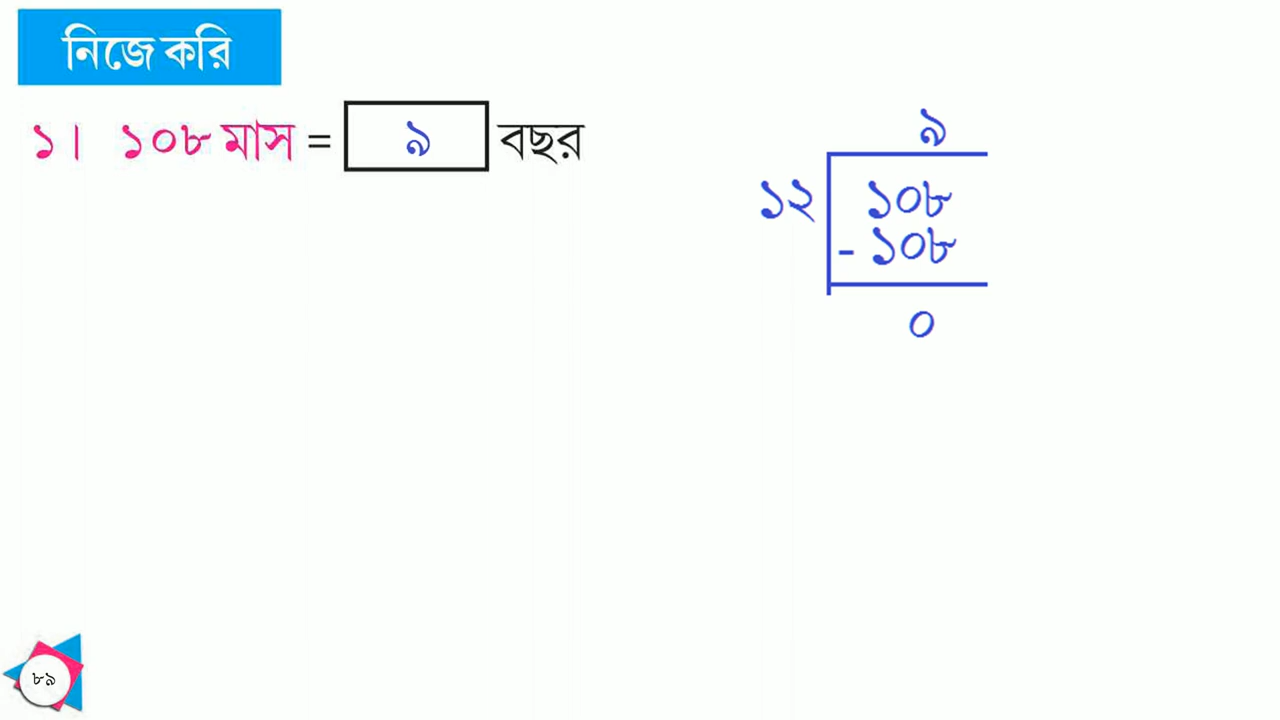 নিজে করি
১। ১০৮ মাস = ৯ বছর
৯
১২ ১০৮
- ১০৮
০
৮৯